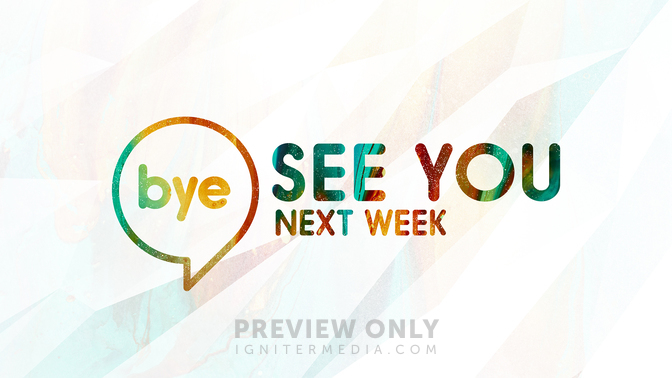 bye
SEE YOU
NEXT WEEK
PREVIEW ONLY
IGNITERMEDIA.COM